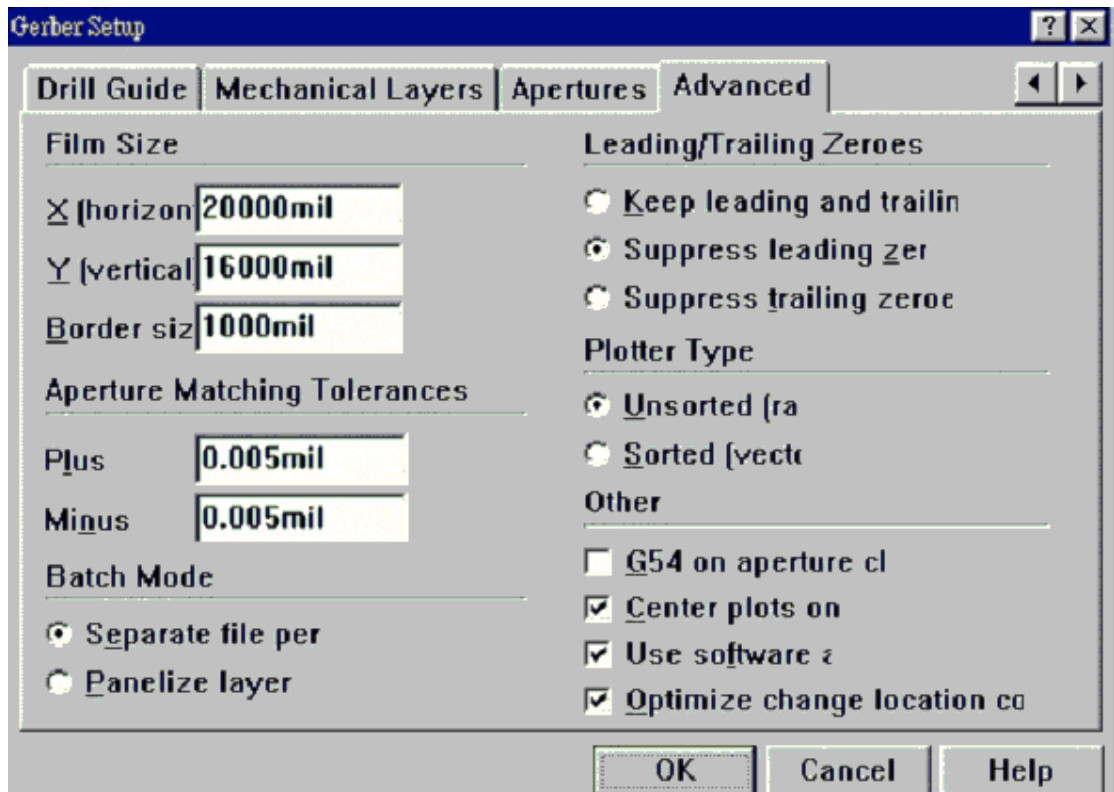 Gerber Setup
Drill Guide
Mechanical Layers
Apertures
Advanced
Film Size
X (horizon
20000mil
Y (vertical
16000mil
Border siz
1000mil
Aperture Matching Tolerances
Plus
0.005mil
Minus
0.005mil
Batch Mode
Separate file per
Panelize layer
Leading/Trailing Zeroes
Keep leading and trailin
Suppress leading zer
Suppress trailing zeroe
Plotter Type
Unsorted (ra
Sorted (vect
Other
G54 on aperture cl
Center plots on
Use software a
Optimize change location co
OK
Cancel
Help